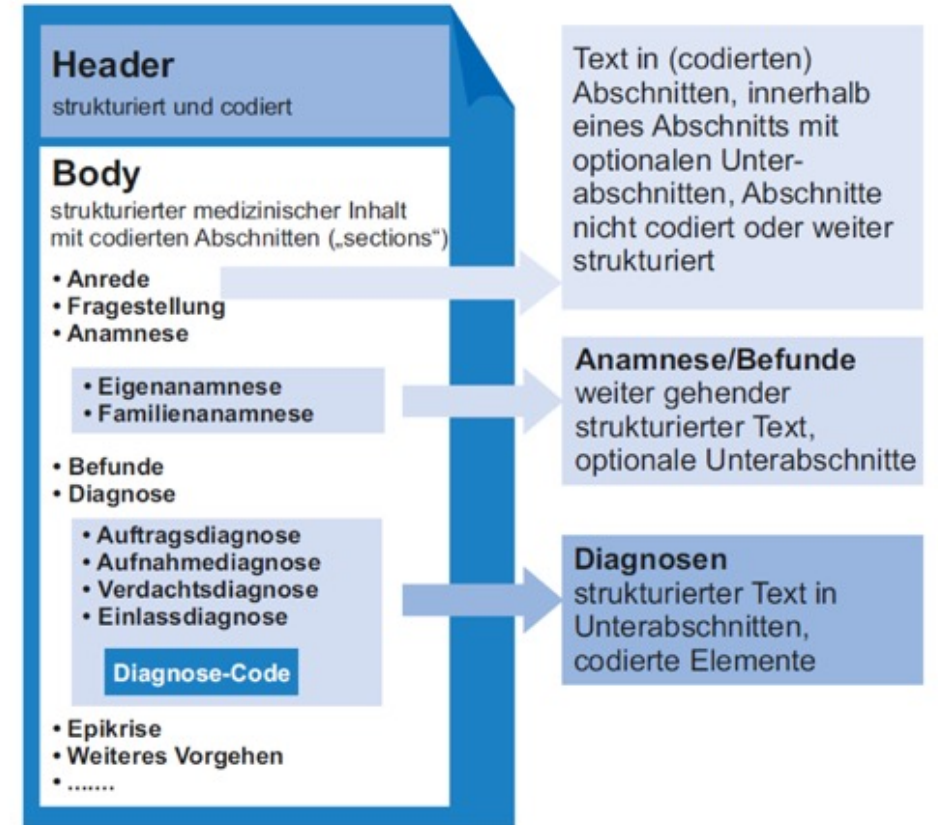 Header
strukturiert und codiert
Body
strukturierter medizinischer Inhalt
mit codierten Abschnitten („sections“)
• Anrede
• Fragestellung
• Anamnese
• Eigenanamnese
• Familienanamnese
• Befunde
• Diagnose
• Auftragsdiagnose
• Aufnahmediagnose
• Verdachtsdiagnose
• Einlassdiagnose
Diagnose-Code
• Epikrise
• Weiteres Vorgehen
• .......
Text in (codierten)
Abschnitten, innerhalb
eines Abschnitts mit
optionalen Unter-
abschnitten, Abschnitte
nicht codiert oder weiter
strukturiert
Anamnese/Befunde
weiter gehender
strukturierter Text,
optionale Unterabschnitte
Diagnosen
strukturierter Text in
Unterabschnitten,
codierte Elemente